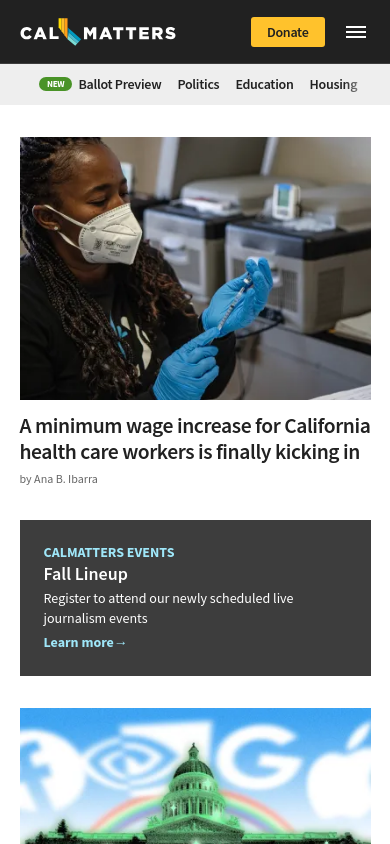 CALMATTERS
Donate
NEW Ballot Preview Politics Education Housing
A minimum wage increase for California
health care workers is finally kicking in
by Ana B. Ibarra
CALMATTERS EVENTS
Fall Lineup
Register to attend our newly scheduled live
journalism events
Learn more→
G